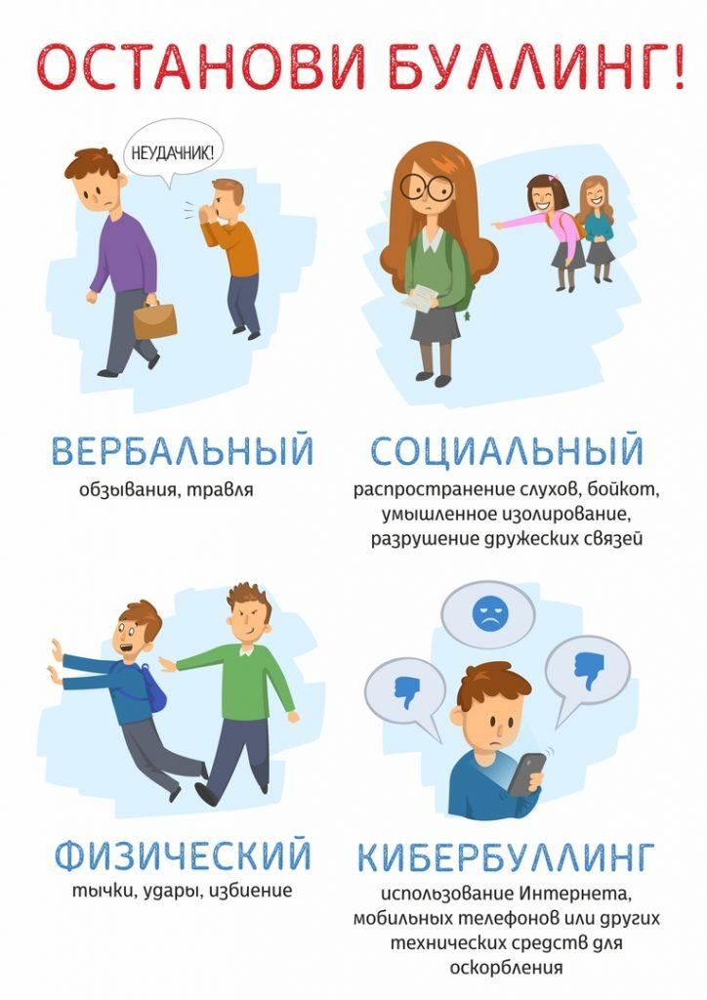 ОСТАНОВИ БУЛЛИНГ!
НЕУДАЧНИК!
ВЕРБАЛЬНЫЙ
обзывания, травля
СОЦИАЛЬНЫЙ
распространение слухов, бойкот,
умышленное изолирование,
разрушение дружеских связей
ФИЗИЧЕСКИЙ
тычки, удары, избиение
КИБЕРБУЛЛИНГ
использование Интернета,
мобильных телефонов или других
технических средств для
оскорбления